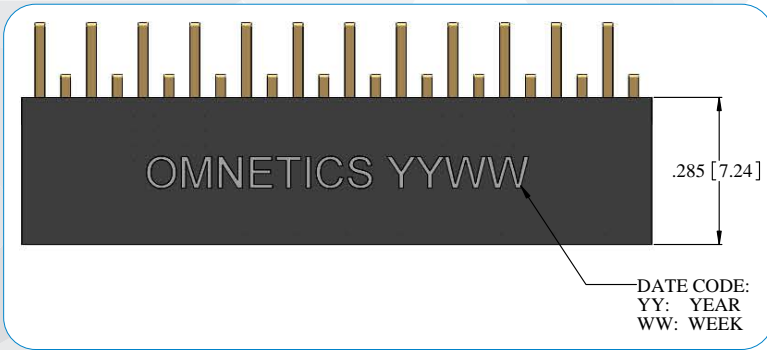 OMNETICS YYWW
.285 [7.24]
DATE CODE:
YY: YEAR
WW: WEEK